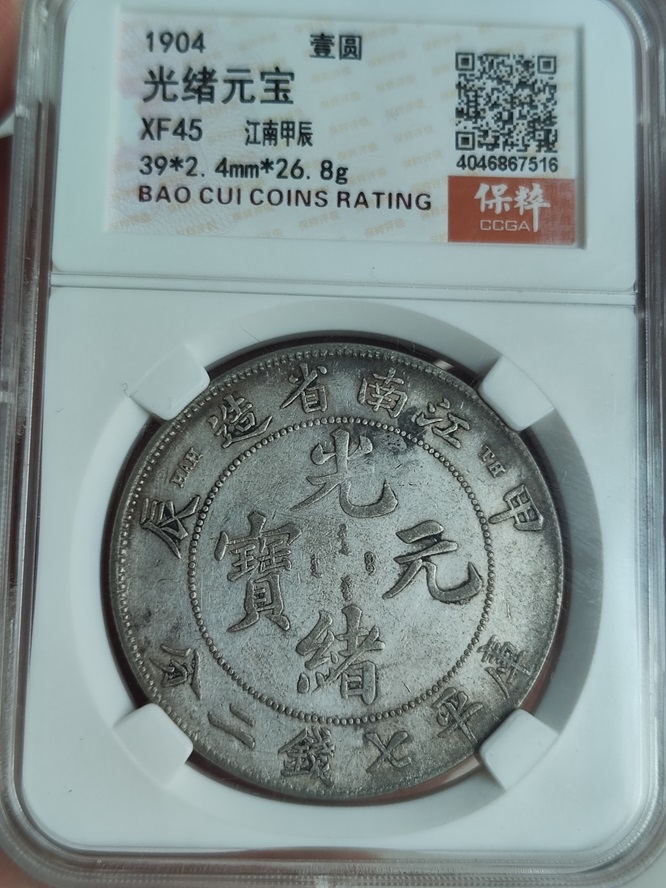 1904 壹圆
光绪元宝
XF45 江南甲辰
39*2.4mm*26.8g
BAO CUI COINS RATING
4046867516
保粹
CCGA
江南省造
甲辰
HAH
TH
光緒元寶
庫平七錢二分